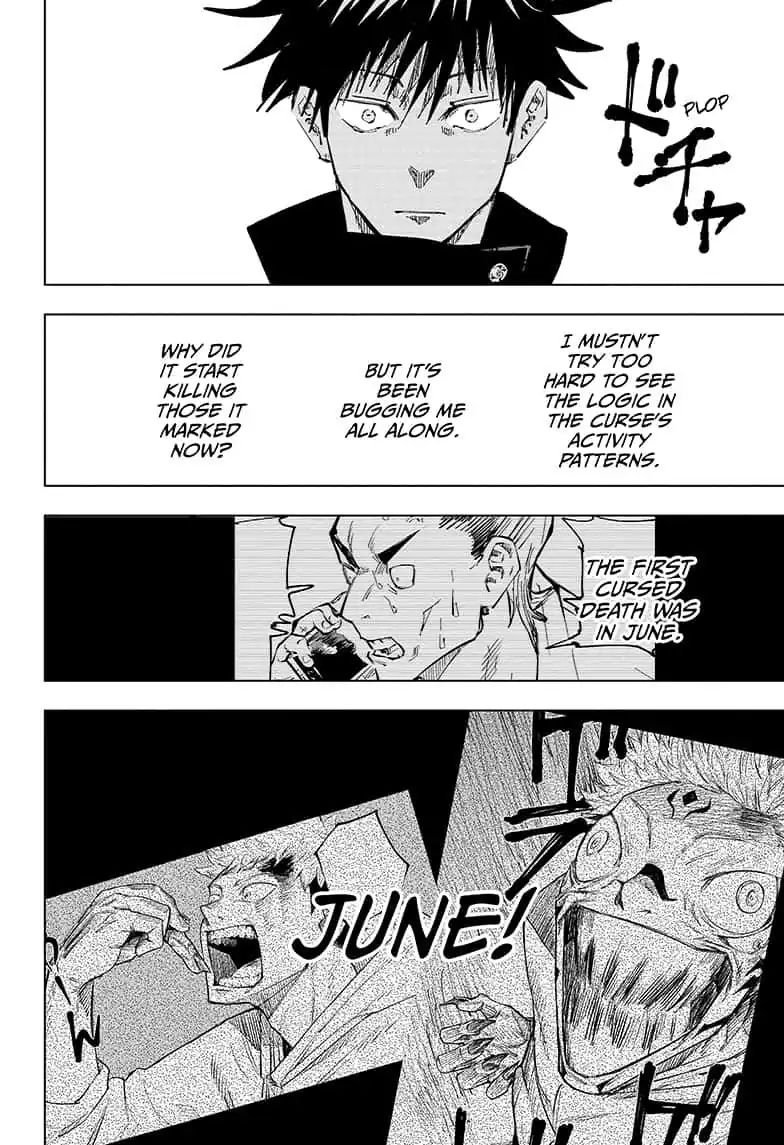 ドチャ
PLOP
I MUSTN'T
TRY TOO
HARD TO SEE
THE LOGIC IN
THE CURSE'S
ACTIVITY
PATTERNS.
BUT IT'S
BEEN
BUGGING ME
ALL ALONG.
WHY DID
IT START
KILLING
THOSE IT
MARKED
NOW?
THE FIRST
CURSED
DEATH WAS
IN JUNE.
JUNE!